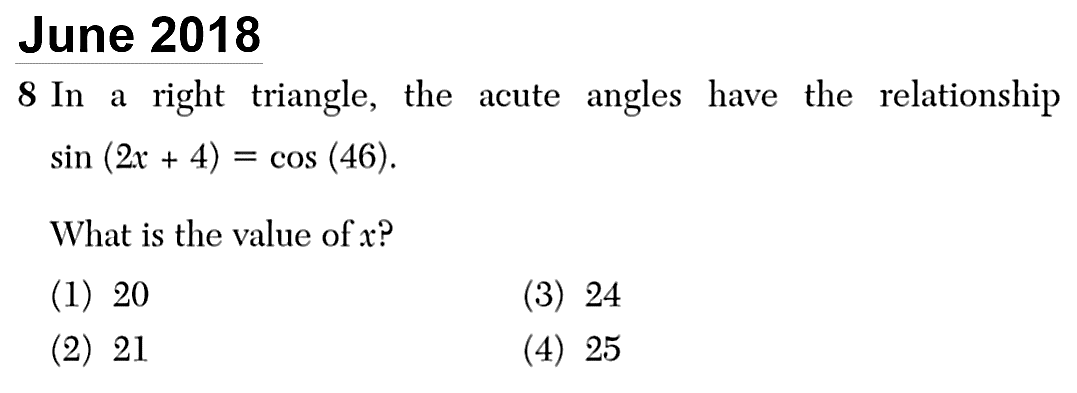 June 2018
8 In a right triangle, the acute angles have the relationship
sin (2x + 4) = cos (46).
What is the value of x?
(1) 20 (3) 24
(2) 21 (4) 25